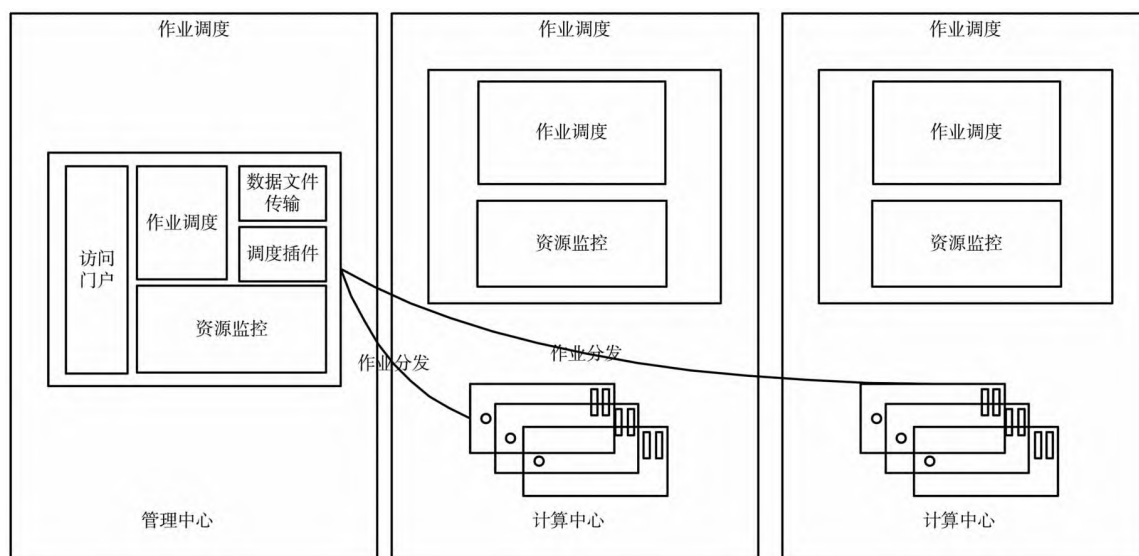 作业调度
访问
门户
作业调度
数据文件
传输
调度插件
资源监控
作业分发
管理中心
作业调度
作业调度
资源监控
作业分发
计算中心
作业调度
作业调度
资源监控
计算中心